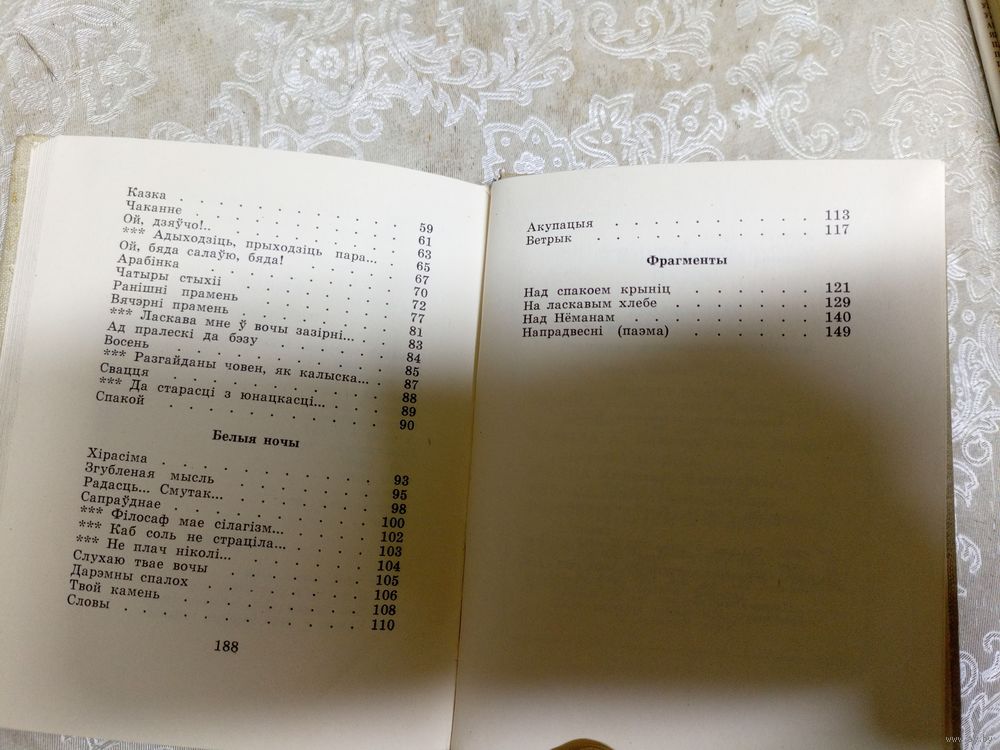 Казка . . . . . . . . . 59
Чаканне . . . . . . . . . 61
Ой, дзяўчо!.. . . . . . . . 63
*** Адыходзіць, прыходзіць пара... . 65
Ой, бяда салаўю, бяда! . . . . 67
Арабінка . . . . . . . . . 70
Чатыры стыхіі . . . . . . . 72
Ранішні прамень . . . . . . . 77
Вячэрні прамень . . . . . . . 81
*** Ласкава мне ў вочы зазірні... . . 83
Ад пралескі да бэзу . . . . . . 84
Восень . . . . . . . . . 85
*** Разгайданы човен, як калыска... . 87
Свацця . . . . . . . . . 88
*** Да старасці з юнацкасці... . . . 89
Спакой . . . . . . . . . 90
Белыя ночы
Хірасіма . . . . . . . . . 93
Згубленая мысль . . . . . . . 95
Радасць... Смутак... . . . . . . 98
Сапраўднае . . . . . . . . 100
*** Філосаф мае сілагізм... . . . . 102
*** Каб соль не страціла... . . . . 103
*** Не плач ніколі... . . . . . . 104
Слухаю твае вочы . . . . . . . 105
Дарэмны спалох . . . . . . . 106
Твой камень . . . . . . . . 108
Словы . . . . . . . . . . 110
188
Акупацыя . . . . . . . . . 113
Ветрык . . . . . . . . . 117
Фрагменты
Над спакоем крыніц . . . . . . 121
На ласкавым хлебе . . . . . . 129
Над Нёманам . . . . . . . . 140
Напрадвесні (паэма) . . . . . . 149